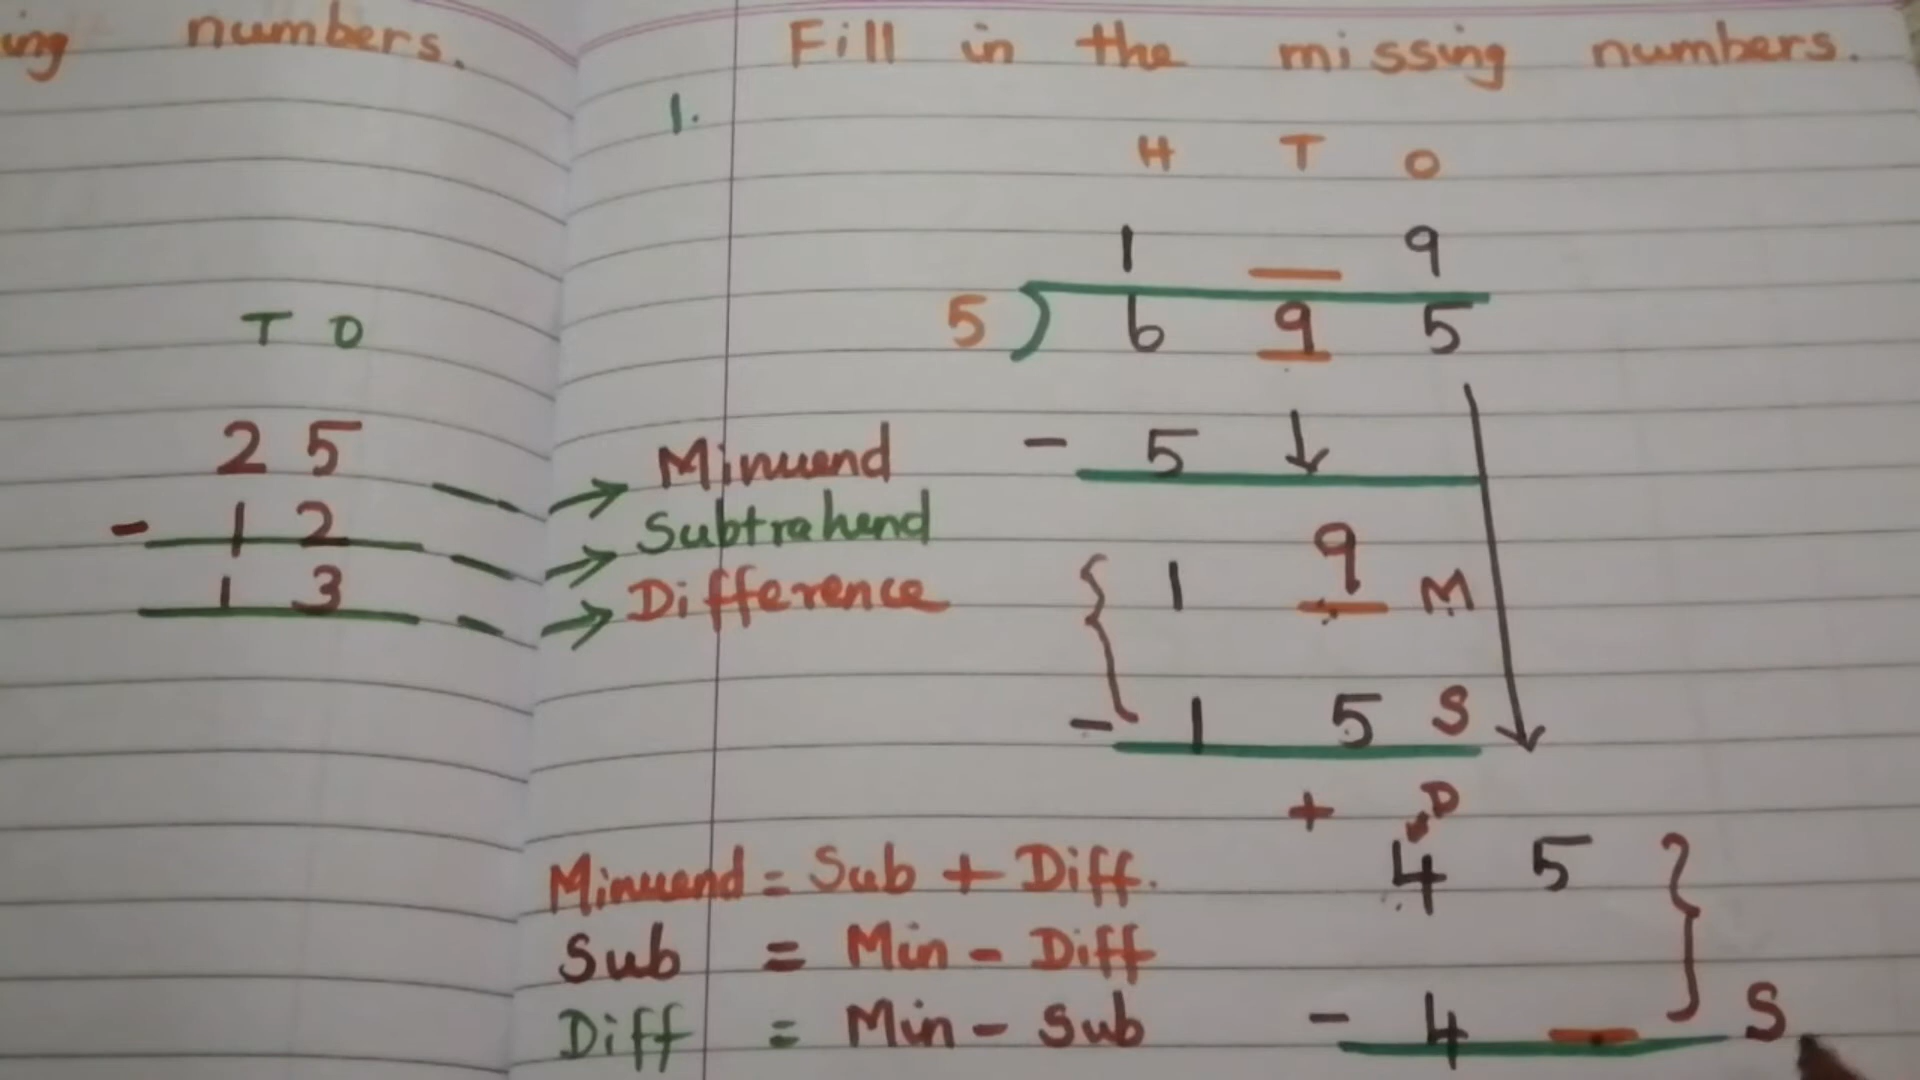 ing numbers.
T O
2 5
- 1 2
1 3
Fill in the missing numbers.
1.
H T O
1 _ 9
5 ) 6 9 5
Minuend
Subtrahend
Difference
- 5
1 9 M
- 1 5 S
+ D
4 5
- 4 _ S
Minuend = Sub + Diff.
Sub = Min - Diff
Diff = Min - Sub